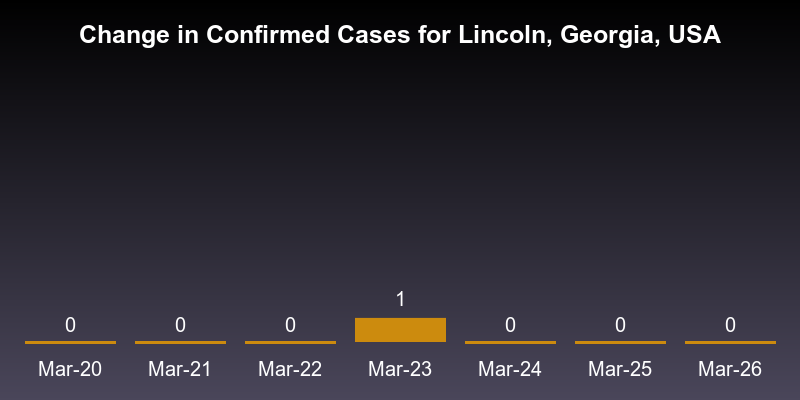 Change in Confirmed Cases for Lincoln, Georgia, USA
1
0 0 0 0 0 0
Mar-20 Mar-21 Mar-22 Mar-23 Mar-24 Mar-25 Mar-26